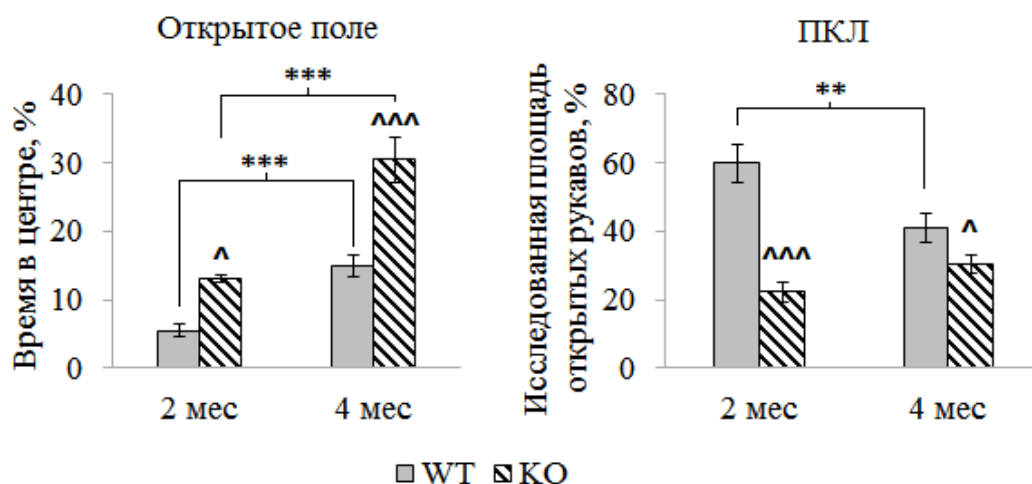 Открытое поле
Время в центре, %
40
30
20
10
0
***
***
^
^^^
2 мес
4 мес
ПКЛ
Исследованная площадь
открытых рукавов, %
80
60
40
20
0
**
^^^
^
2 мес
4 мес
WT
KO